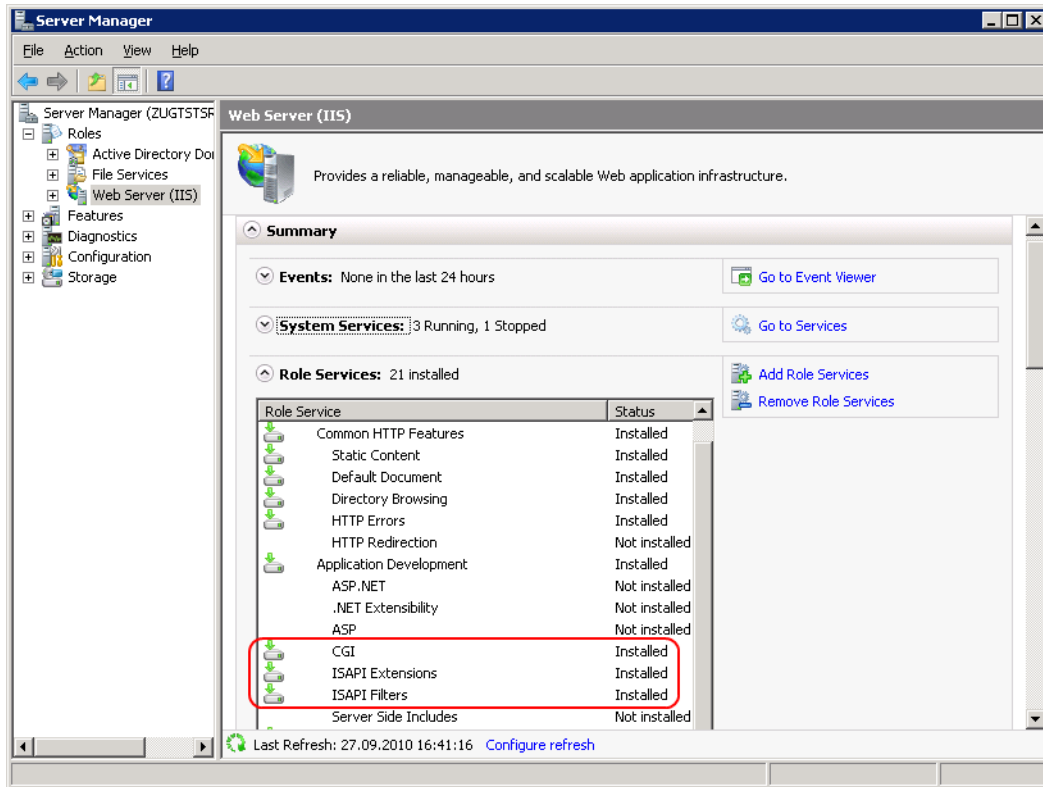 Server Manager
File Action View Help
Server Manager (ZUGTSTSR
Roles
Active Directory Dor
File Services
Web Server (IIS)
Features
Diagnostics
Configuration
Storage
Web Server (IIS)
Provides a reliable, manageable, and scalable Web application infrastructure.
Summary
Events: None in the last 24 hours
Go to Event Viewer
System Services: 3 Running, 1 Stopped
Go to Services
Role Services: 21 installed
Add Role Services
Remove Role Services
Role Service Status
Common HTTP Features Installed
Static Content Installed
Default Document Installed
Directory Browsing Installed
HTTP Errors Installed
HTTP Redirection Not installed
Application Development Installed
ASP.NET Not installed
.NET Extensibility Not installed
ASP Not installed
CGI Installed
ISAPI Extensions Installed
ISAPI Filters Installed
Server Side Includes Not installed
Last Refresh: 27.09.2010 16:41:16 Configure refresh